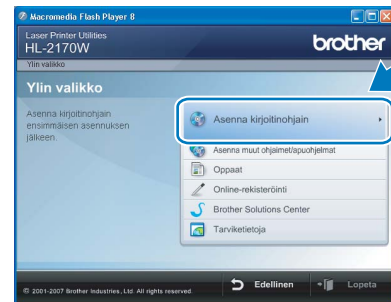 Macromedia Flash Player 8
Laser Printer Utilities
HL-2170W
brother
Ylin valikko
Ylin valikko
Asenna kirjoitinohjain
ensimmäisen asennuksen
jälkeen.
Asenna kirjoitinohjain
Asenna muut ohjaimet/apuohjelmat
Oppaat
Online-rekisteröinti
Brother Solutions Center
Tarviketietoja
© 2001-2007 Brother Industries, Ltd. All rights reserved.
Edellinen
Lopeta